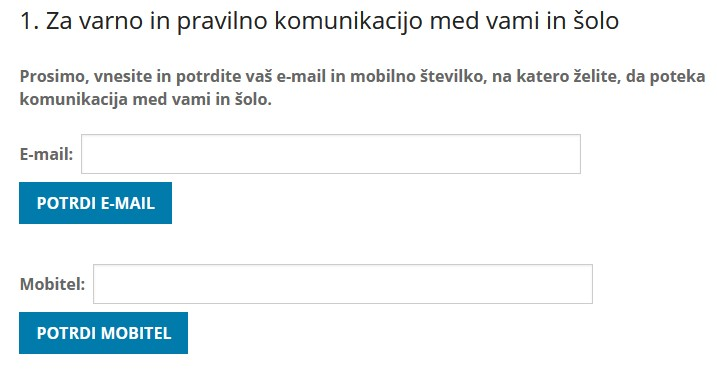 1. Za varno in pravilno komunikacijo med vami in šolo
Prosimo, vnesite in potrdite vaš e-mail in mobilno številko, na katero želite, da poteka
komunikacija med vami in šolo.
E-mail:
POTRDI E-MAIL
Mobitel:
POTRDI MOBITEL